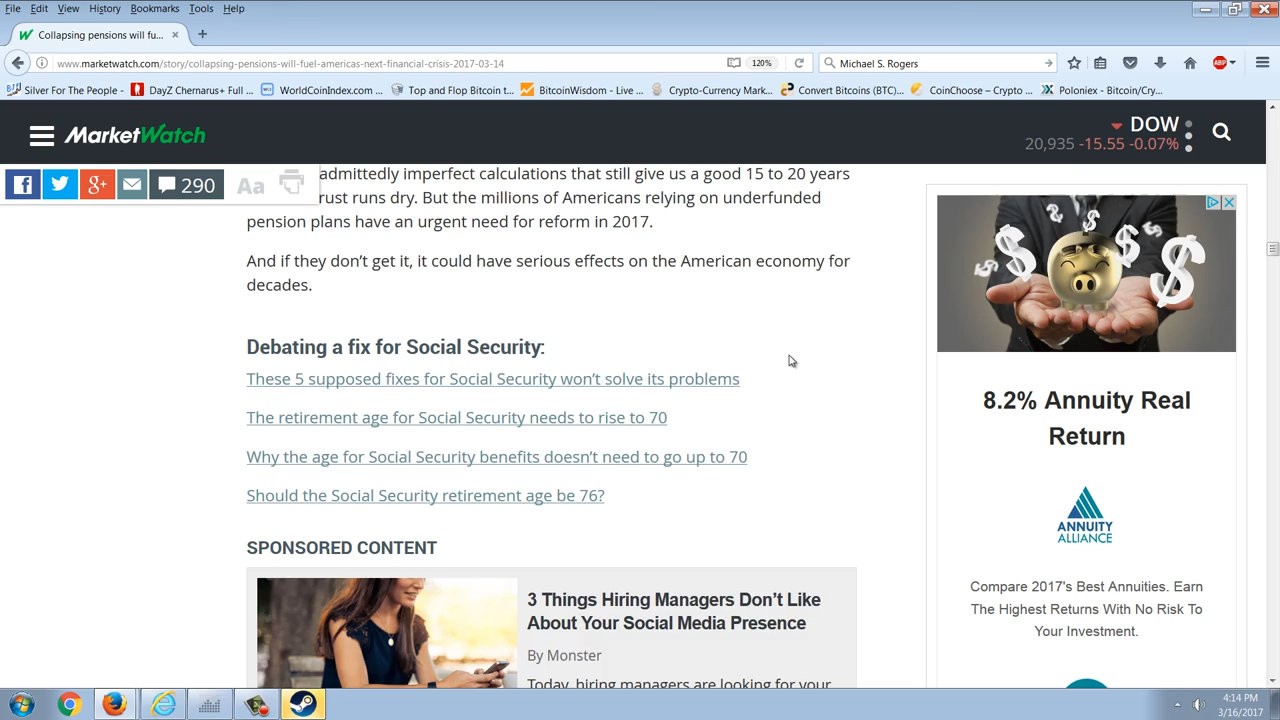 File Edit View History Bookmarks Tools Help
Collapsing pensions will fu...
www.marketwatch.com/story/collapsing-pensions-will-fuel-americas-next-financial-crisis-2017-03-14 120% Michael S. Rogers ABP
Silver For The People - DayZ Chernarus+ Full ... WorldCoinIndex.com ... Top and Flop Bitcoin t... BitcoinWisdom - Live ... Crypto-Currency Mark... Convert Bitcoins (BTC)... CoinChoose – Crypto ... Poloniex - Bitcoin/Cry...
MarketWatch
DOW
20,935 -15.55 -0.07%
290 Aa
admittedly imperfect calculations that still give us a good 15 to 20 years
rust runs dry. But the millions of Americans relying on underfunded
pension plans have an urgent need for reform in 2017.
And if they don’t get it, it could have serious effects on the American economy for
decades.
Debating a fix for Social Security:
These 5 supposed fixes for Social Security won’t solve its problems
The retirement age for Social Security needs to rise to 70
Why the age for Social Security benefits doesn’t need to go up to 70
Should the Social Security retirement age be 76?
SPONSORED CONTENT
3 Things Hiring Managers Don’t Like
About Your Social Media Presence
By Monster
Today, hiring managers are looking for your
8.2% Annuity Real
Return
ANNUITY
ALLIANCE
Compare 2017's Best Annuities. Earn
The Highest Returns With No Risk To
Your Investment.
4:14 PM
3/16/2017